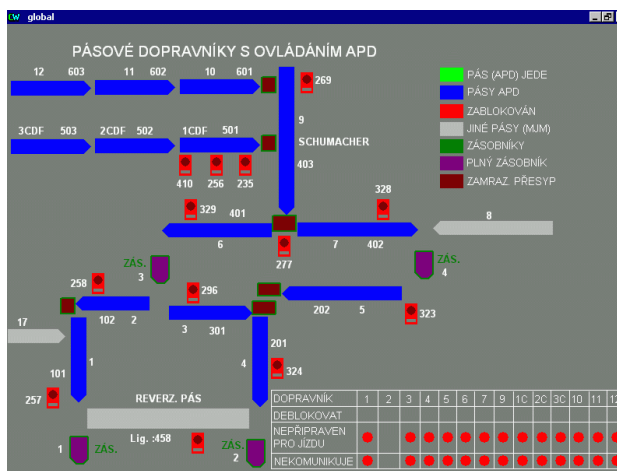 CW global
PÁSOVÉ DOPRAVNÍKY S OVLÁDÁNÍM APD
12 603 11 602 10 601
269
PÁS (APD) JEDE
PÁSY APD
ZABLOKOVÁN
JINÉ PÁSY (MJM)
ZÁSOBNÍKY
PLNÝ ZÁSOBNÍK
ZAMRAZ. PŘESYP
9
3CDF 503 2CDF 502 1CDF 501
SCHUMACHER
403
410 256 235
328
329 401
8
6 7 402
277
ZÁS.
3
ZÁS.
4
258 296
102 2
3 301
202 5
323
17
1
101
201
4
324
257
REVERZ. PÁS
Lig. :458
1 ZÁS.
ZÁS.
2
DOPRAVNÍK 1 2 3 4 5 6 7 9 1C 2C 3C 10 11 12
DEBLOKOVAT
NEPŘIPRAVEN
PRO JÍZDU
NEKOMUNIKUJE